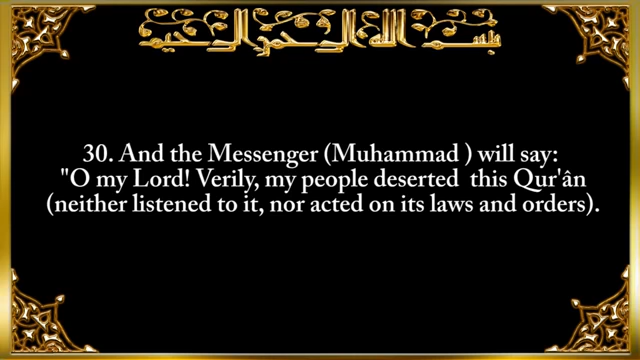 بسم الله الرحمن الرحيم
30. And the Messenger (Muhammad ) will say:
"O my Lord! Verily, my people deserted  this Qur'ân
(neither listened to it, nor acted on its laws and orders).